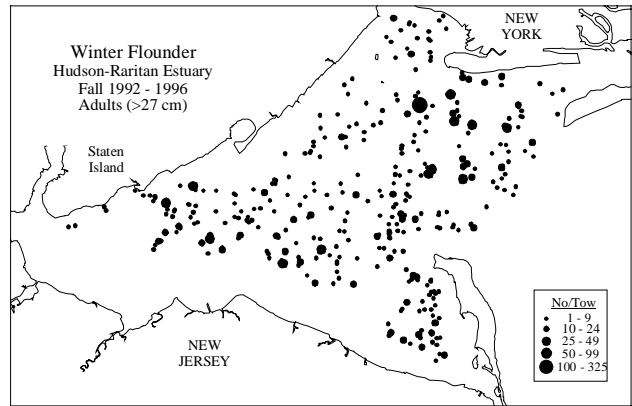 NEW
YORK
Winter Flounder
Hudson-Raritan Estuary
Fall 1992 - 1996
Adults (>27 cm)
Staten
Island
No/Tow
1 - 9
10 - 24
25 - 49
50 - 99
100 - 325
NEW
JERSEY